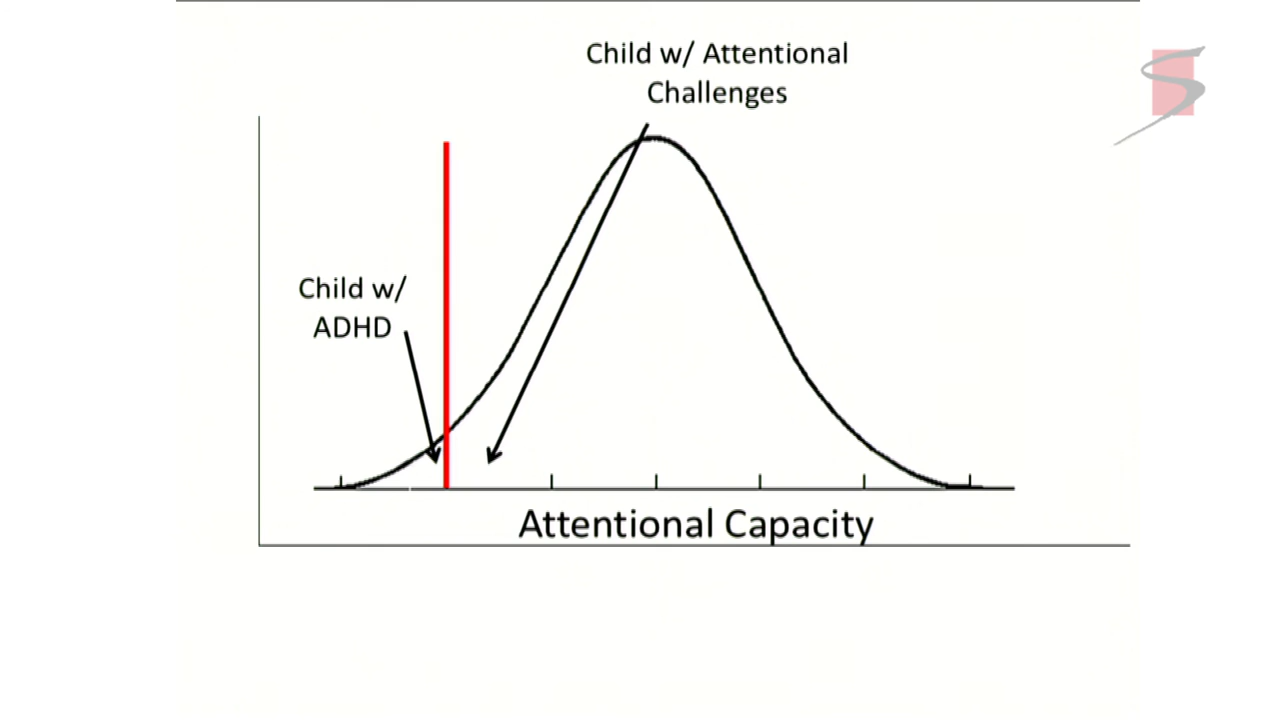 Child w/ Attentional
Challenges
Child w/
ADHD
Attentional Capacity